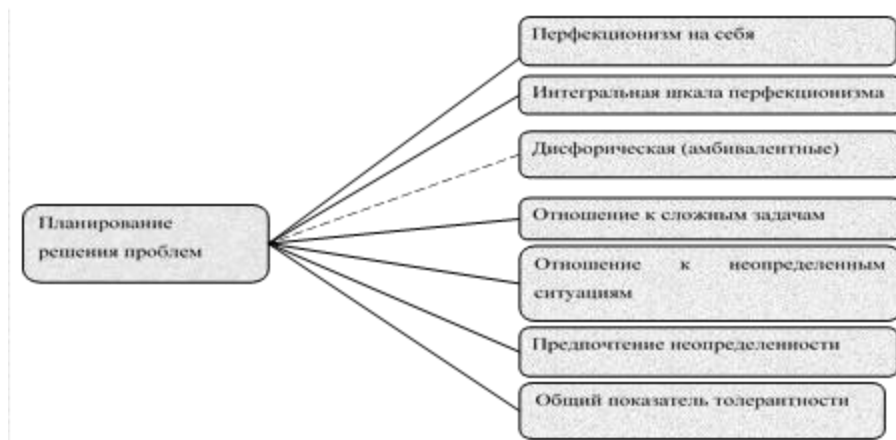 Перфекционизм на себя
Интегральная шкала перфекционизма
Дисфорическая (амбивалентные)
Планирование
решения проблем
Отношение к сложным задачам
Отношение к неопределенным
ситуациям
Предпочтение неопределенности
Общий показатель толерантности